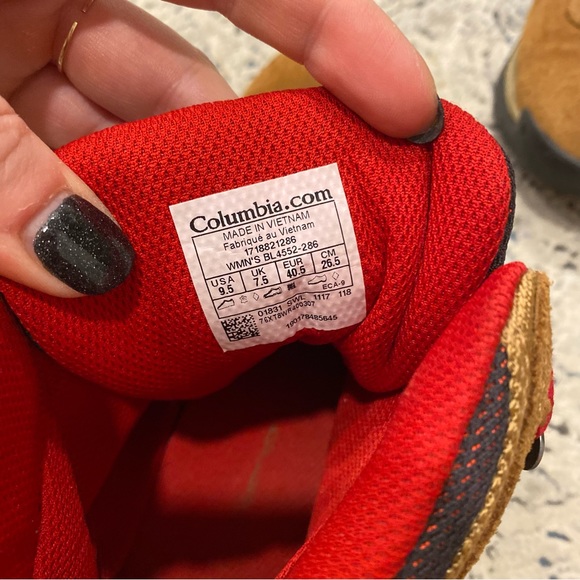 Columbia.com
MADE IN VIETNAM
Fabriqué au Vietnam
1718821286
WMN'S BL4552-286
USA UK EUR CM
9.5 7.5 40.5 26.5
ECA-9
01831 SWL 1117 118
100178485645